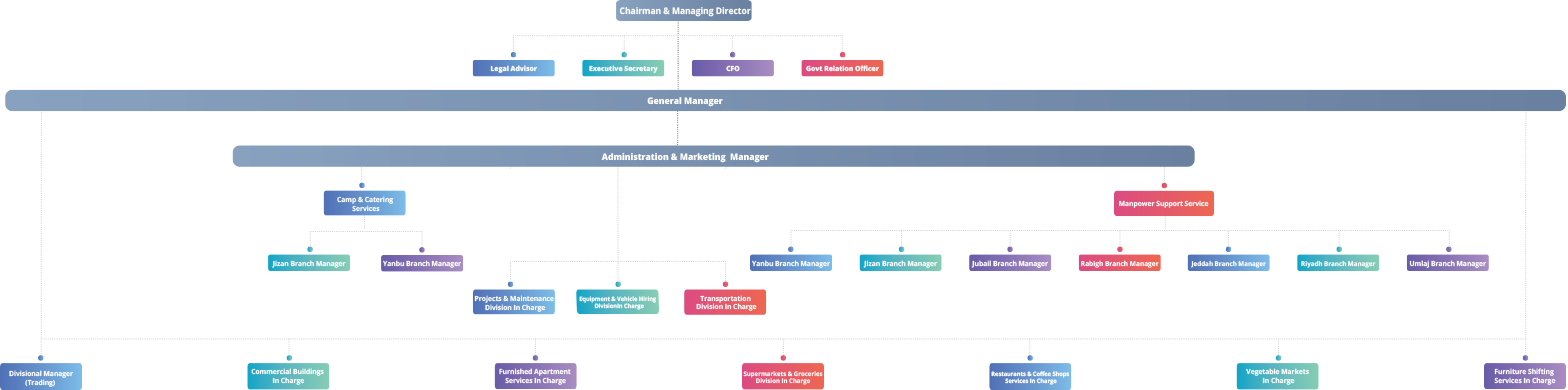 Chairman & Managing Director
Legal Advisor
Executive Secretary
CFO
Govt Relation Officer
General Manager
Administration & Marketing Manager
Camp & Catering
Services
Manpower Support Service
Jizan Branch Manager
Yanbu Branch Manager
Yanbu Branch Manager
Jizan Branch Manager
Jubail Branch Manager
Rabigh Branch Manager
Jeddah Branch Manager
Riyadh Branch Manager
Umlaj Branch Manager
Projects & Maintenance
Division In Charge
Equipment & Vehicle Hiring
DivisionIn Charge
Transportation
Division In Charge
Divisional Manager
(Trading)
Commercial Buildings
In Charge
Furnished Apartment
Services In Charge
Supermarkets & Groceries
Division In Charge
Restaurants & Coffee Shops
Services In Charge
Vegetable Markets
In Charge
Furniture Shifting
Services In Charge